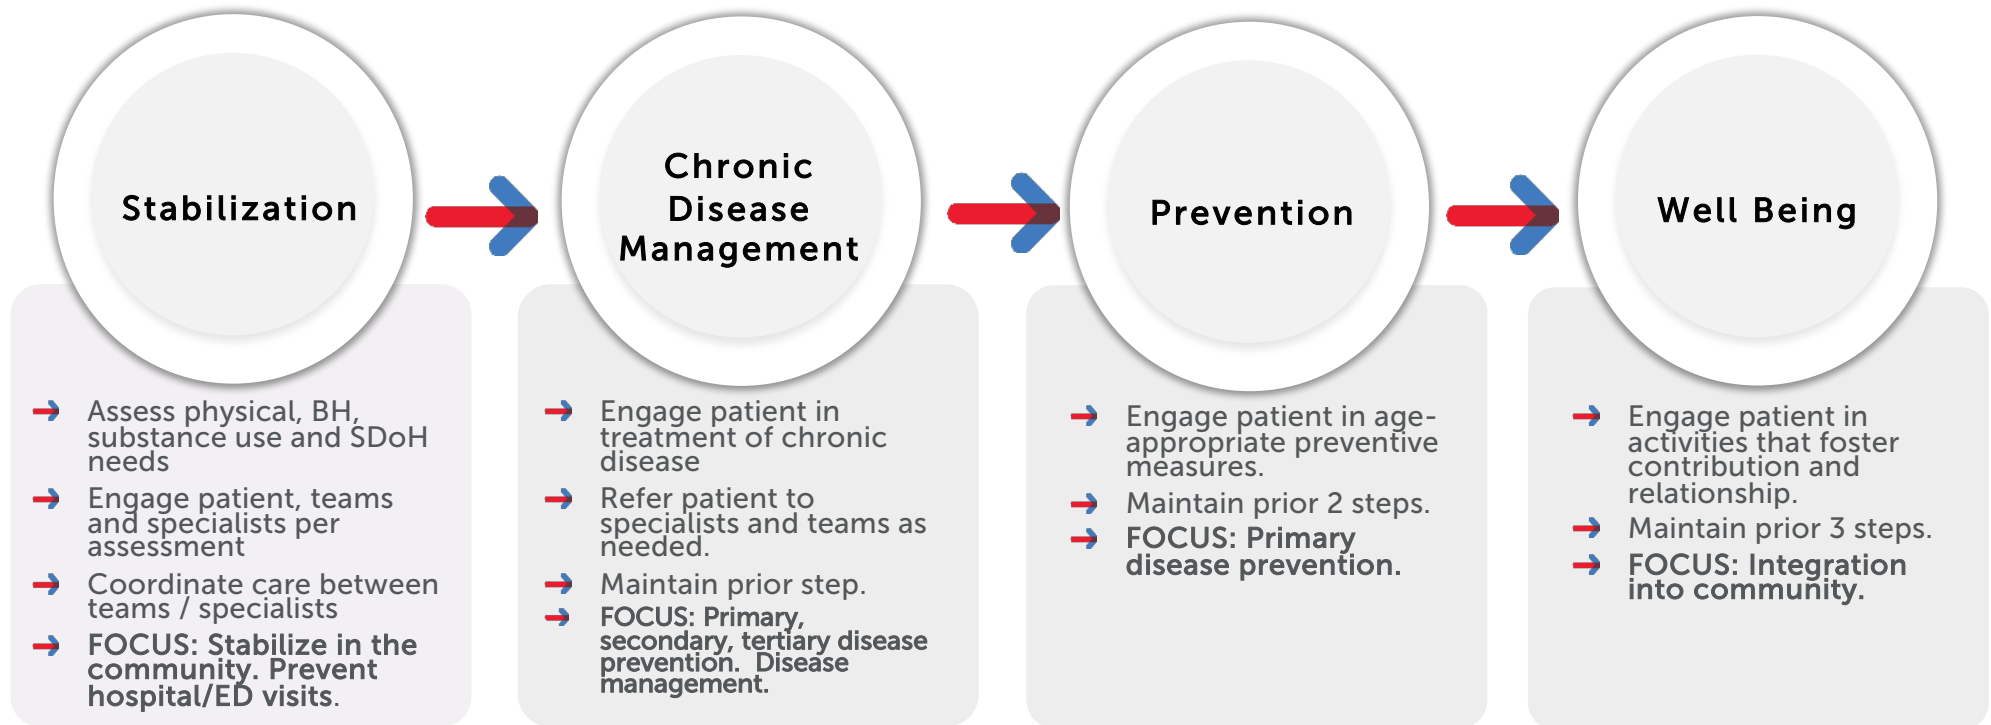 Stabilization
Assess physical, BH,
substance use and SDoH
needs
Engage patient, teams
and specialists per
assessment
Coordinate care between
teams / specialists
FOCUS: Stabilize in the
community. Prevent
hospital/ED visits.
Chronic
Disease
Management
Engage patient in
treatment of chronic
disease
Refer patient to
specialists and teams as
needed.
Maintain prior step.
FOCUS: Primary,
secondary, tertiary disease
prevention.  Disease
management.
Prevention
Engage patient in age-
appropriate preventive
measures.
Maintain prior 2 steps.
FOCUS: Primary
disease prevention.
Well Being
Engage patient in
activities that foster
contribution and
relationship.
Maintain prior 3 steps.
FOCUS: Integration
into community.